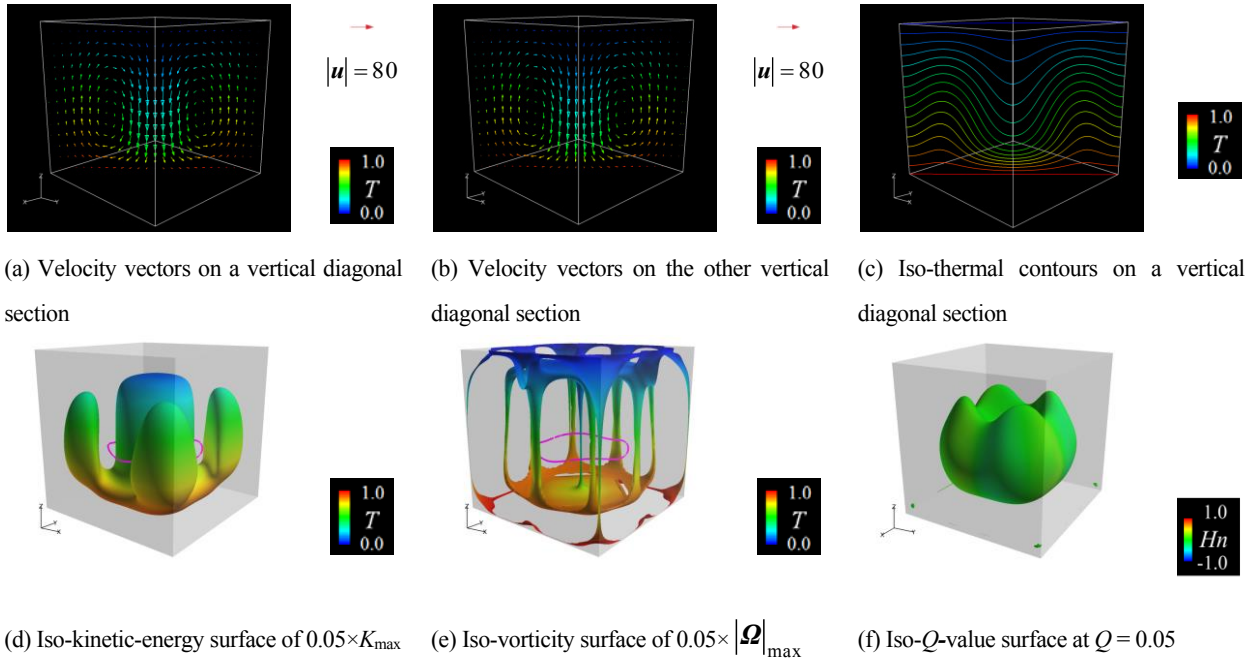 |u| = 80
1.0
T
0.0
z
x
y
|u| = 80
1.0
T
0.0
z
x
y
1.0
T
0.0
z
x
y
(a) Velocity vectors on a vertical diagonal
section
(b) Velocity vectors on the other vertical
diagonal section
(c) Iso-thermal contours on a vertical
diagonal section
1.0
T
0.0
z
x
1.0
T
0.0
z
x
1.0
Hn
-1.0
z
x
Y
(d) Iso-kinetic-energy surface of 0.05×Kmax
(e) Iso-vorticity surface of 0.05×|Ω|max
(f) Iso-Q-value surface at Q = 0.05